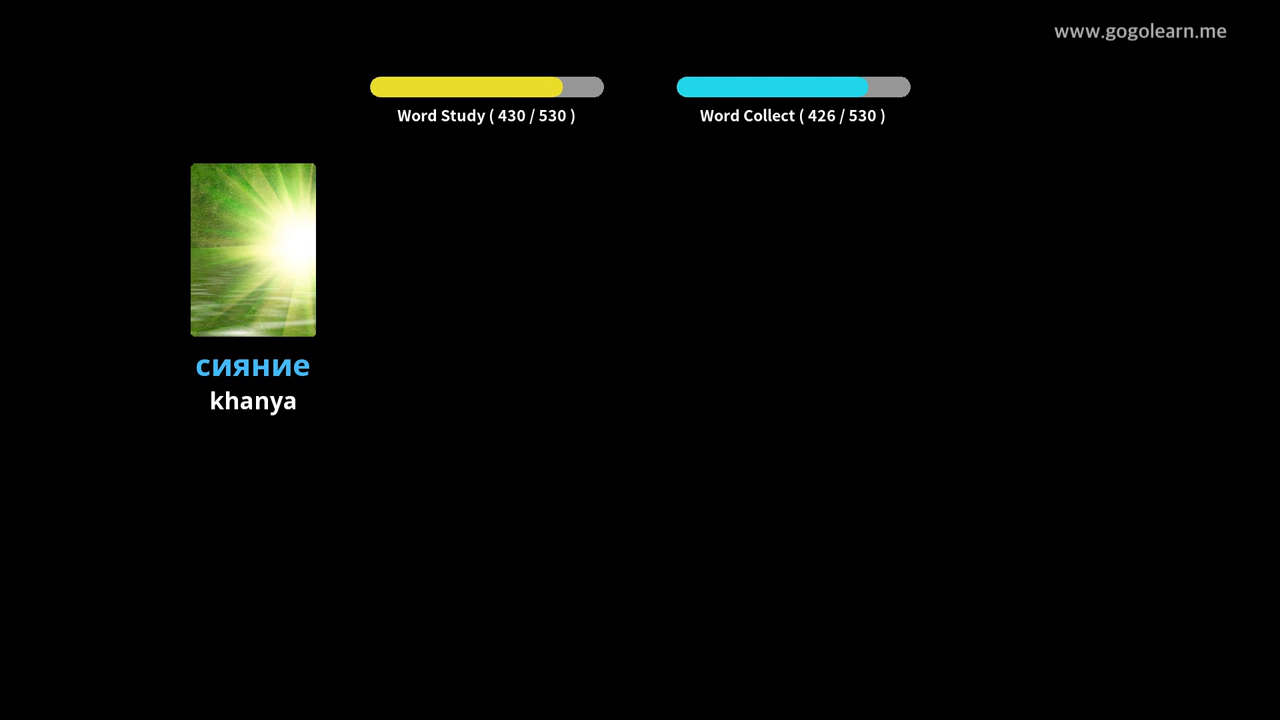 www.gogolearn.me
Word Study ( 430 / 530 )
Word Collect ( 426 / 530 )
сияние
khanya